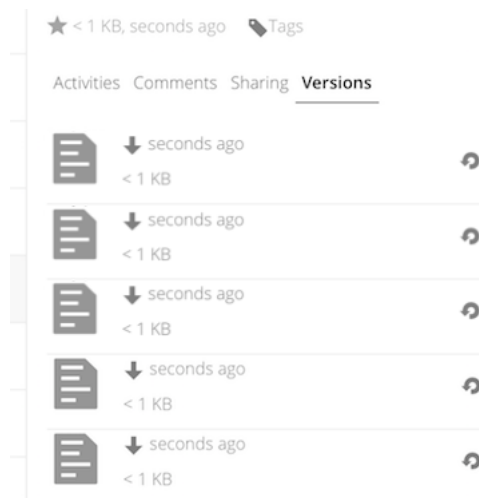 < 1 KB, seconds ago Tags
Activities Comments Sharing Versions
seconds ago
< 1 KB
seconds ago
< 1 KB
seconds ago
< 1 KB
seconds ago
< 1 KB
seconds ago
< 1 KB